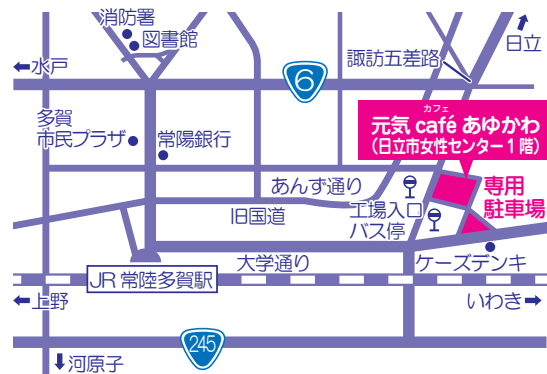 消防署
図書館
日立
←水戸
諏訪五差路
6
カフェ
元気 café あゆかわ
(日立市女性センター1階)
多賀
市民プラザ
常陽銀行
あんず通り
専用
駐車場
旧国道
工場入口
バス停
大学通り
ケーズデンキ
JR 常陸多賀駅
←上野
いわき→
245
↓河原子